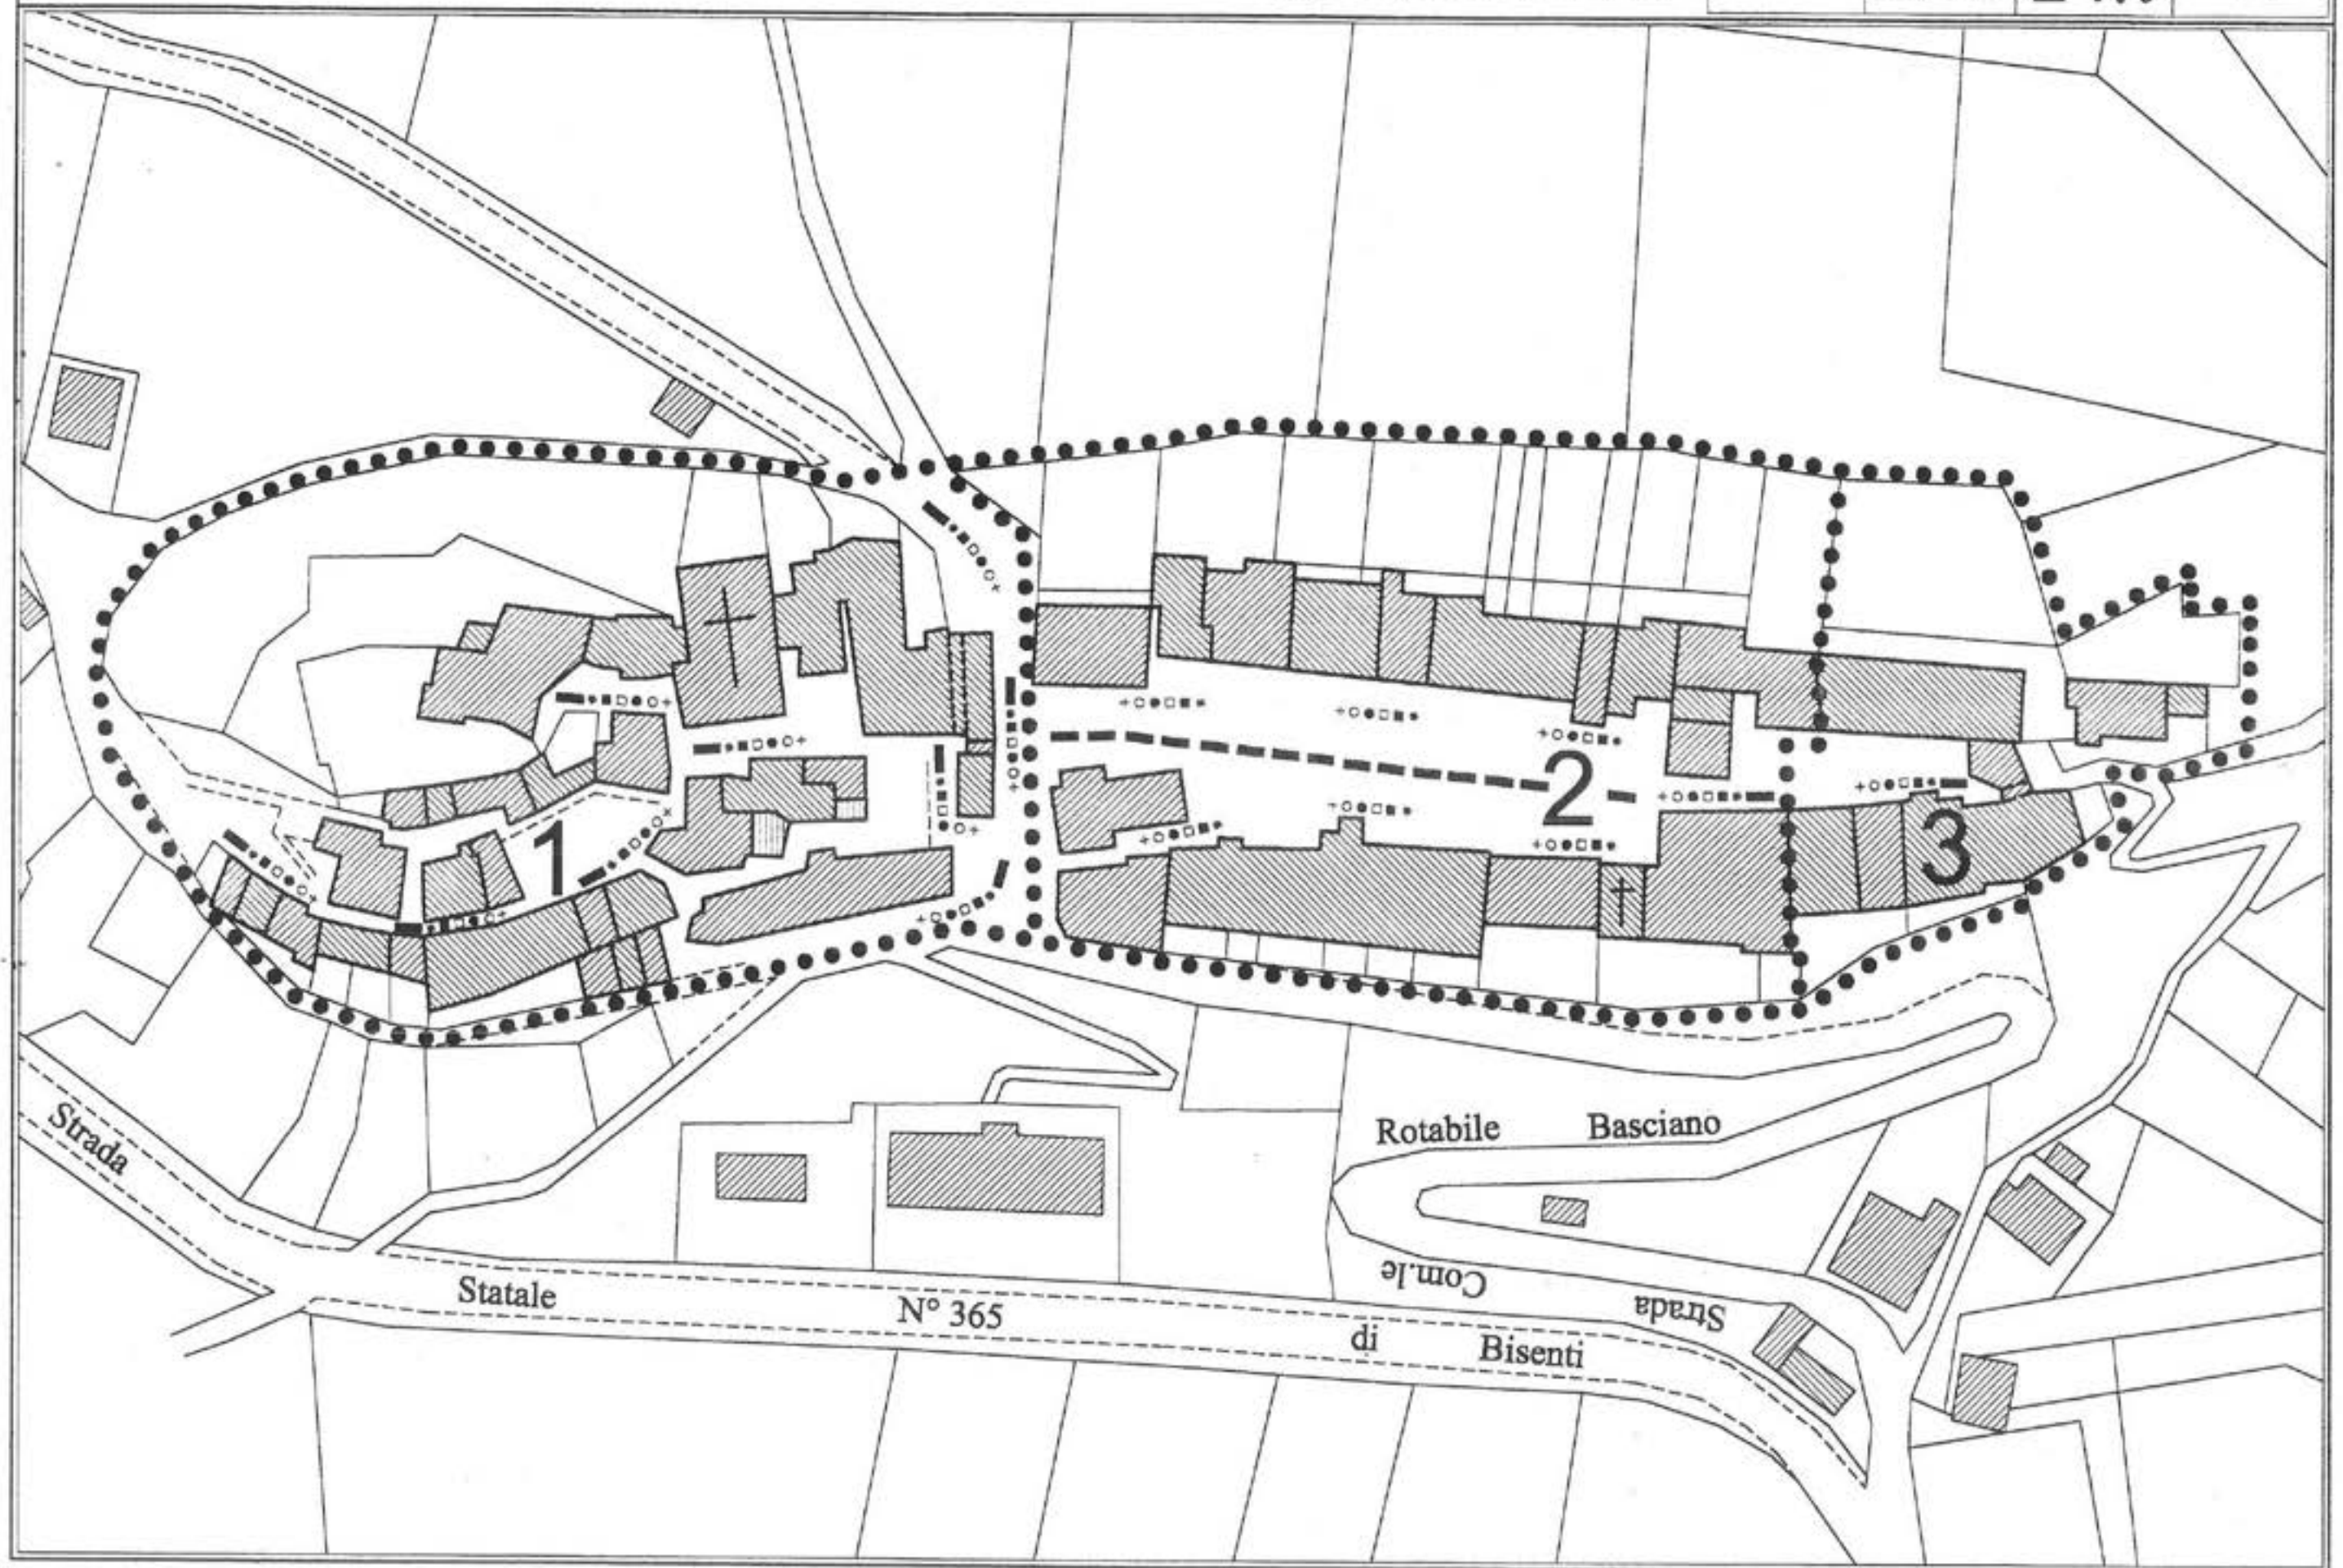 1
2
3
Strada
Rotabile Basciano
Com.le
Strada
Statale N° 365 di Bisenti